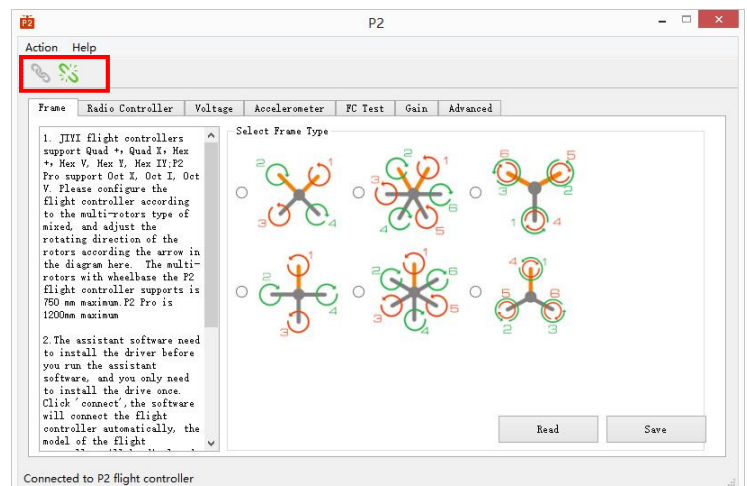 P2
P2
Action Help
Frame Radio Controller Voltage Accelerometer FC Test Gain Advanced
1. JIYI flight controllers
support Quad +, Quad X, Hex
+, Hex V, Hex Y, Hex IY;P2
Pro support Oct X, Oct I, Oct
V. Please configure the
flight controller according
to the multi-rotors type of
mixed, and adjust the
rotating direction of the
rotors according the arrow in
the diagram here. The multi-
rotors with wheelbase the P2
flight controller supports is
750 mm maximum.P2 Pro is
1200mm maximum
2.The assistant software need
to install the driver before
you run the assistant
software, and you only need
to install the drive once.
Click 'connect', the software
will connect the flight
controller automatically, the
model of the flight
Select Frame Type
2 1 3 4
2 1 3 6 4 5
6 5 3 2 1 4
1 2 4 3
1 2 6 3 5 4
4 1 5 6 2 3
Read Save
Connected to P2 flight controller